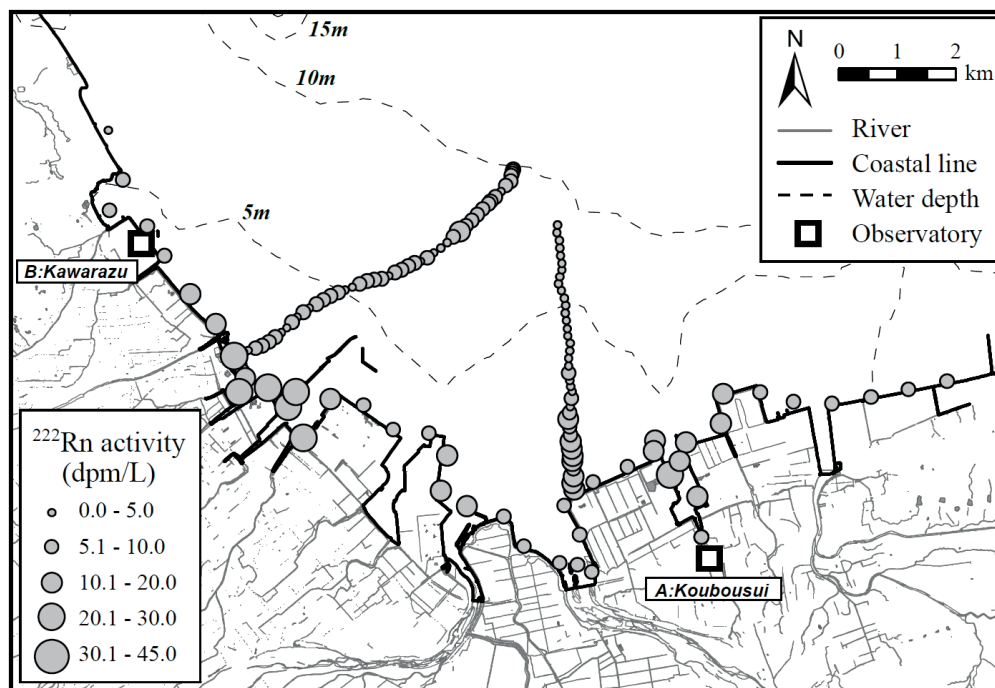 15m
10m
5m
N
0 1 2
km
River
Coastal line
Water depth
Observatory
B:Kawarazu
A:Koubousui
222Rn activity
(dpm/L)
0.0 - 5.0
5.1 - 10.0
10.1 - 20.0
20.1 - 30.0
30.1 - 45.0